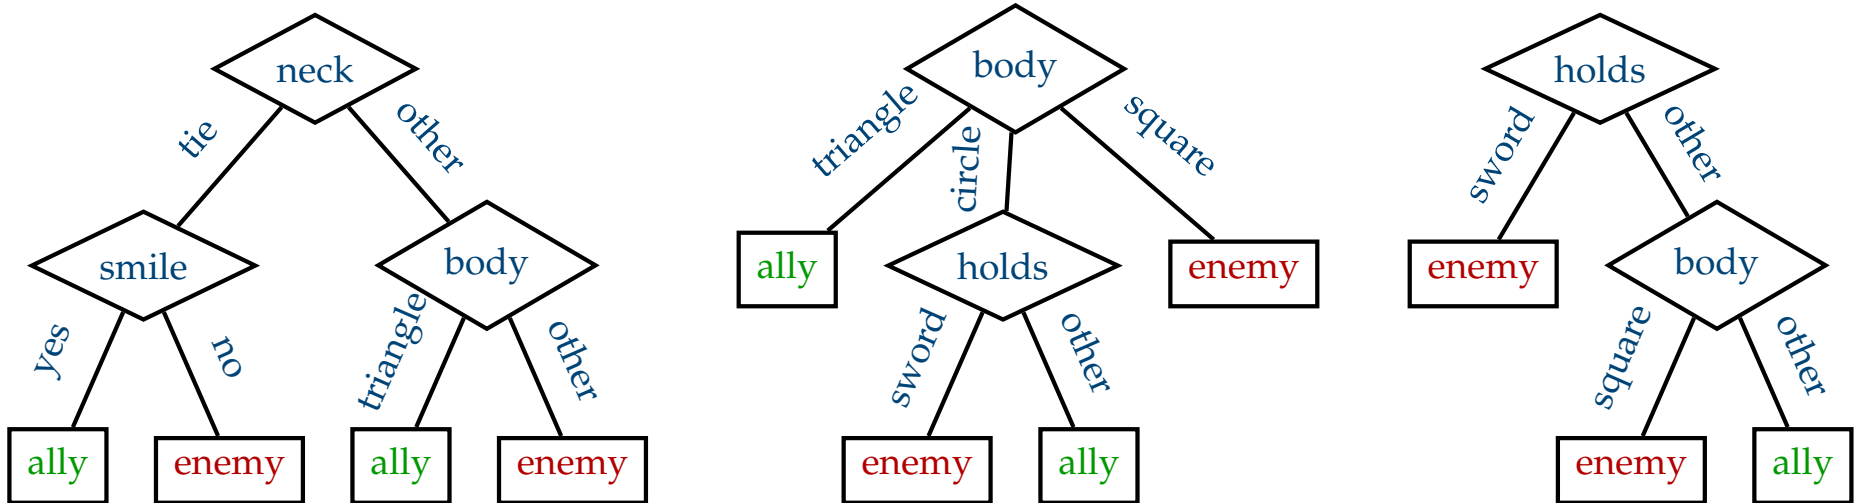 neck
tie
other
smile
body
yes
no
triangle
other
ally
enemy
ally
enemy
body
triangle
circle
square
ally
holds
enemy
sword
other
enemy
ally
holds
sword
other
enemy
body
square
other
enemy
ally